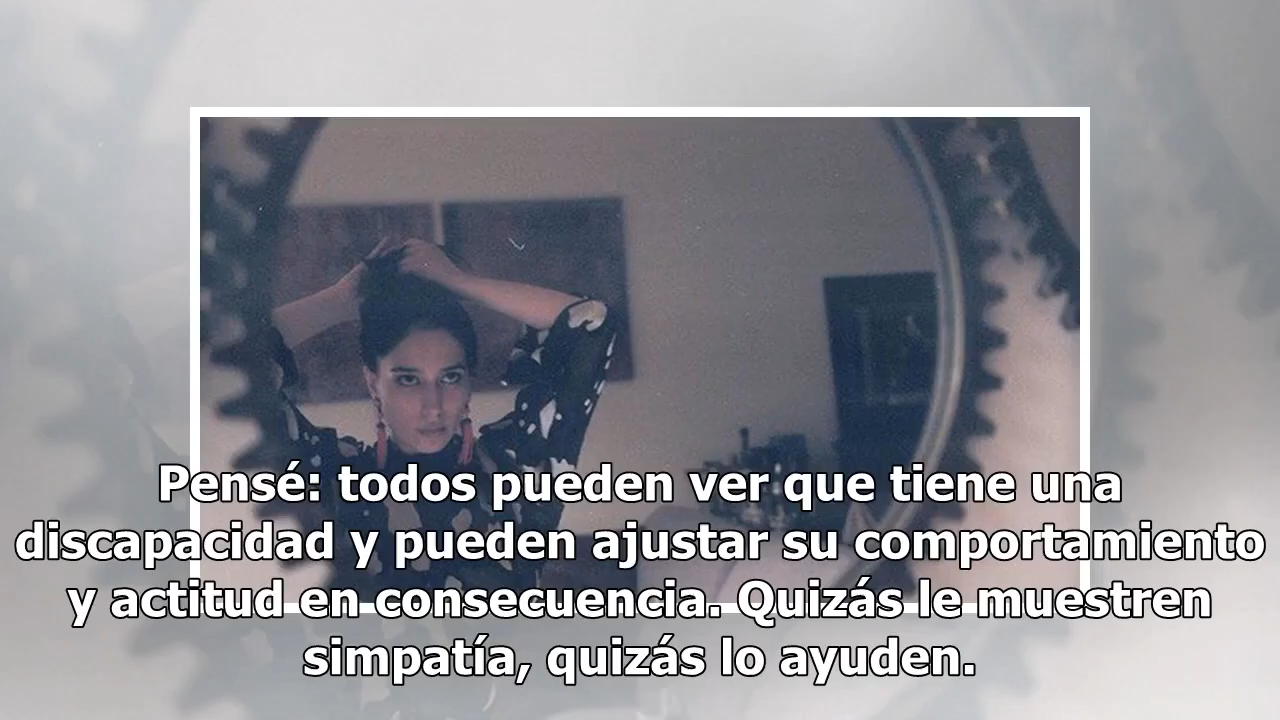 Pensé: todos pueden ver que tiene una
discapacidad y pueden ajustar su comportamiento
y actitud en consecuencia. Quizás le muestren
simpatía, quizás lo ayuden.